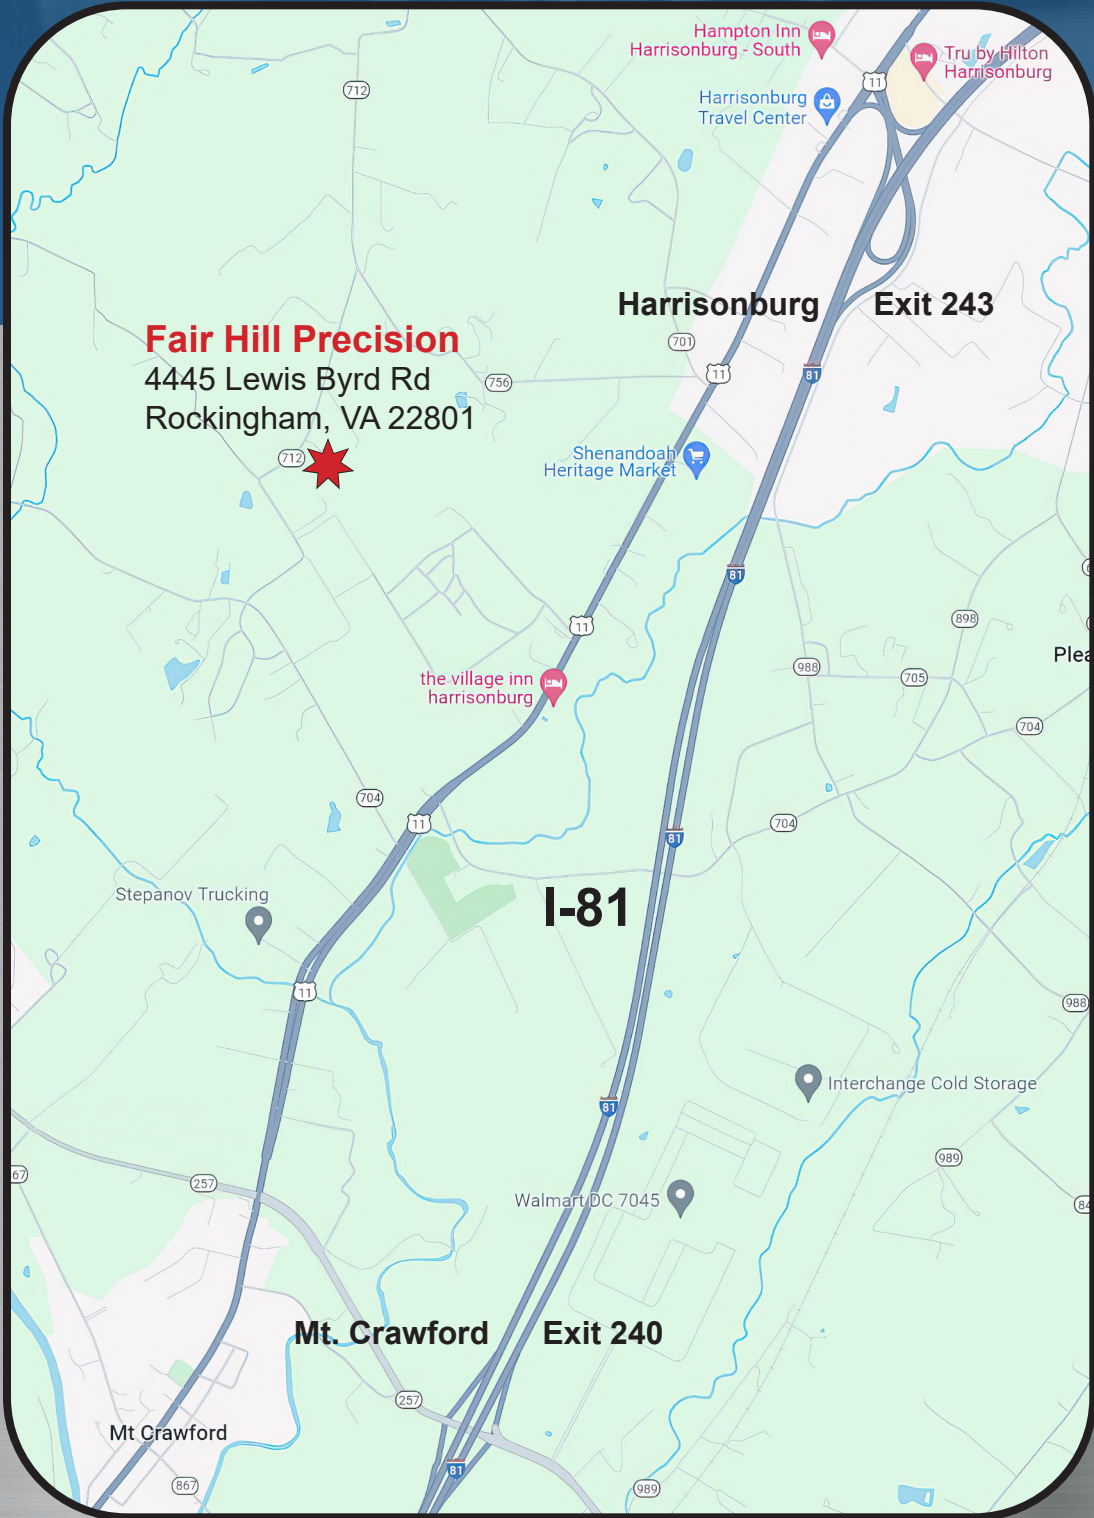 Hampton Inn
Harrisonburg - South
Tru by Hilton
Harrisonburg
11
712
Harrisonburg
Travel Center
Harrisonburg
Exit 243
Fair Hill Precision
4445 Lewis Byrd Rd
Rockingham, VA 22801
701
11
81
756
712
Shenandoah
Heritage Market
81
11
898
988
705
Plea
the village inn
harrisonburg
704
704
11
704
81
Stepanov Trucking
I-81
11
988
Interchange Cold Storage
81
989
67
257
Walmart DC 7045
84
Mt. Crawford
Exit 240
257
Mt Crawford
81
867
989